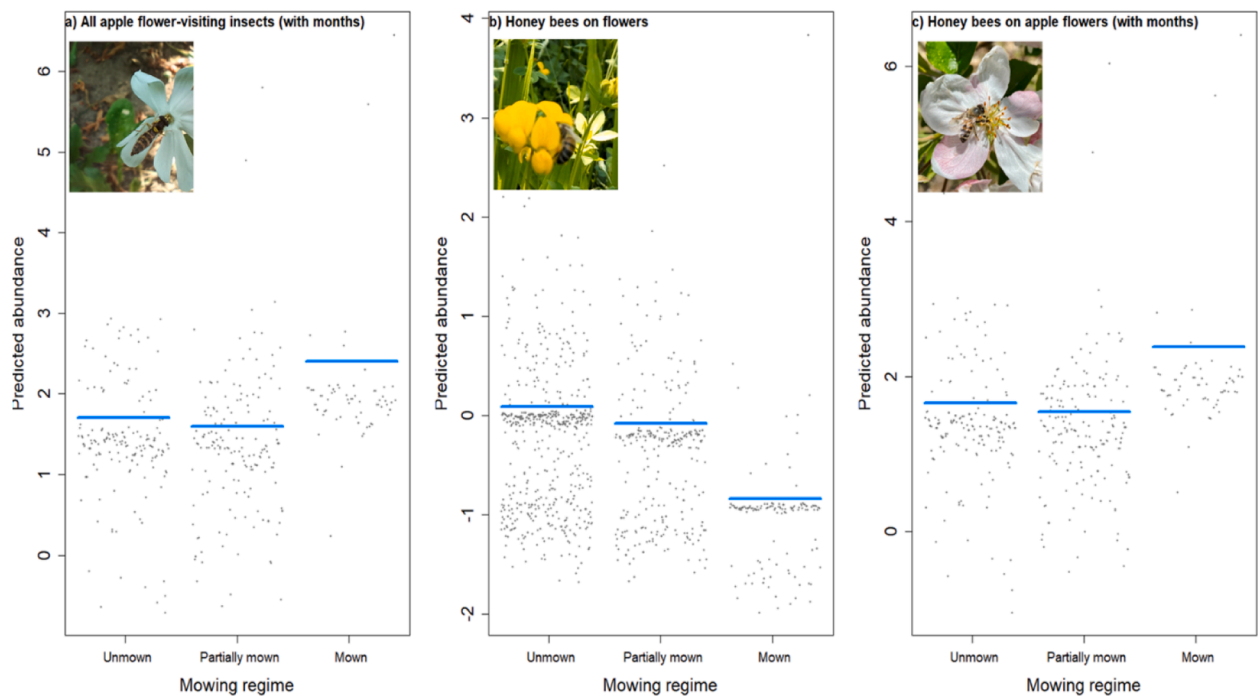 a) All apple flower-visiting insects (with months)
Predicted abundance
6
5
4
3
2
1
0
Unmown
Partially mown
Mown
Mowing regime
b) Honey bees on flowers
Predicted abundance
4
3
2
1
0
-1
-2
Unmown
Partially mown
Mown
Mowing regime
c) Honey bees on apple flowers (with months)
Predicted abundance
6
4
2
0
Unmown
Partially mown
Mown
Mowing regime